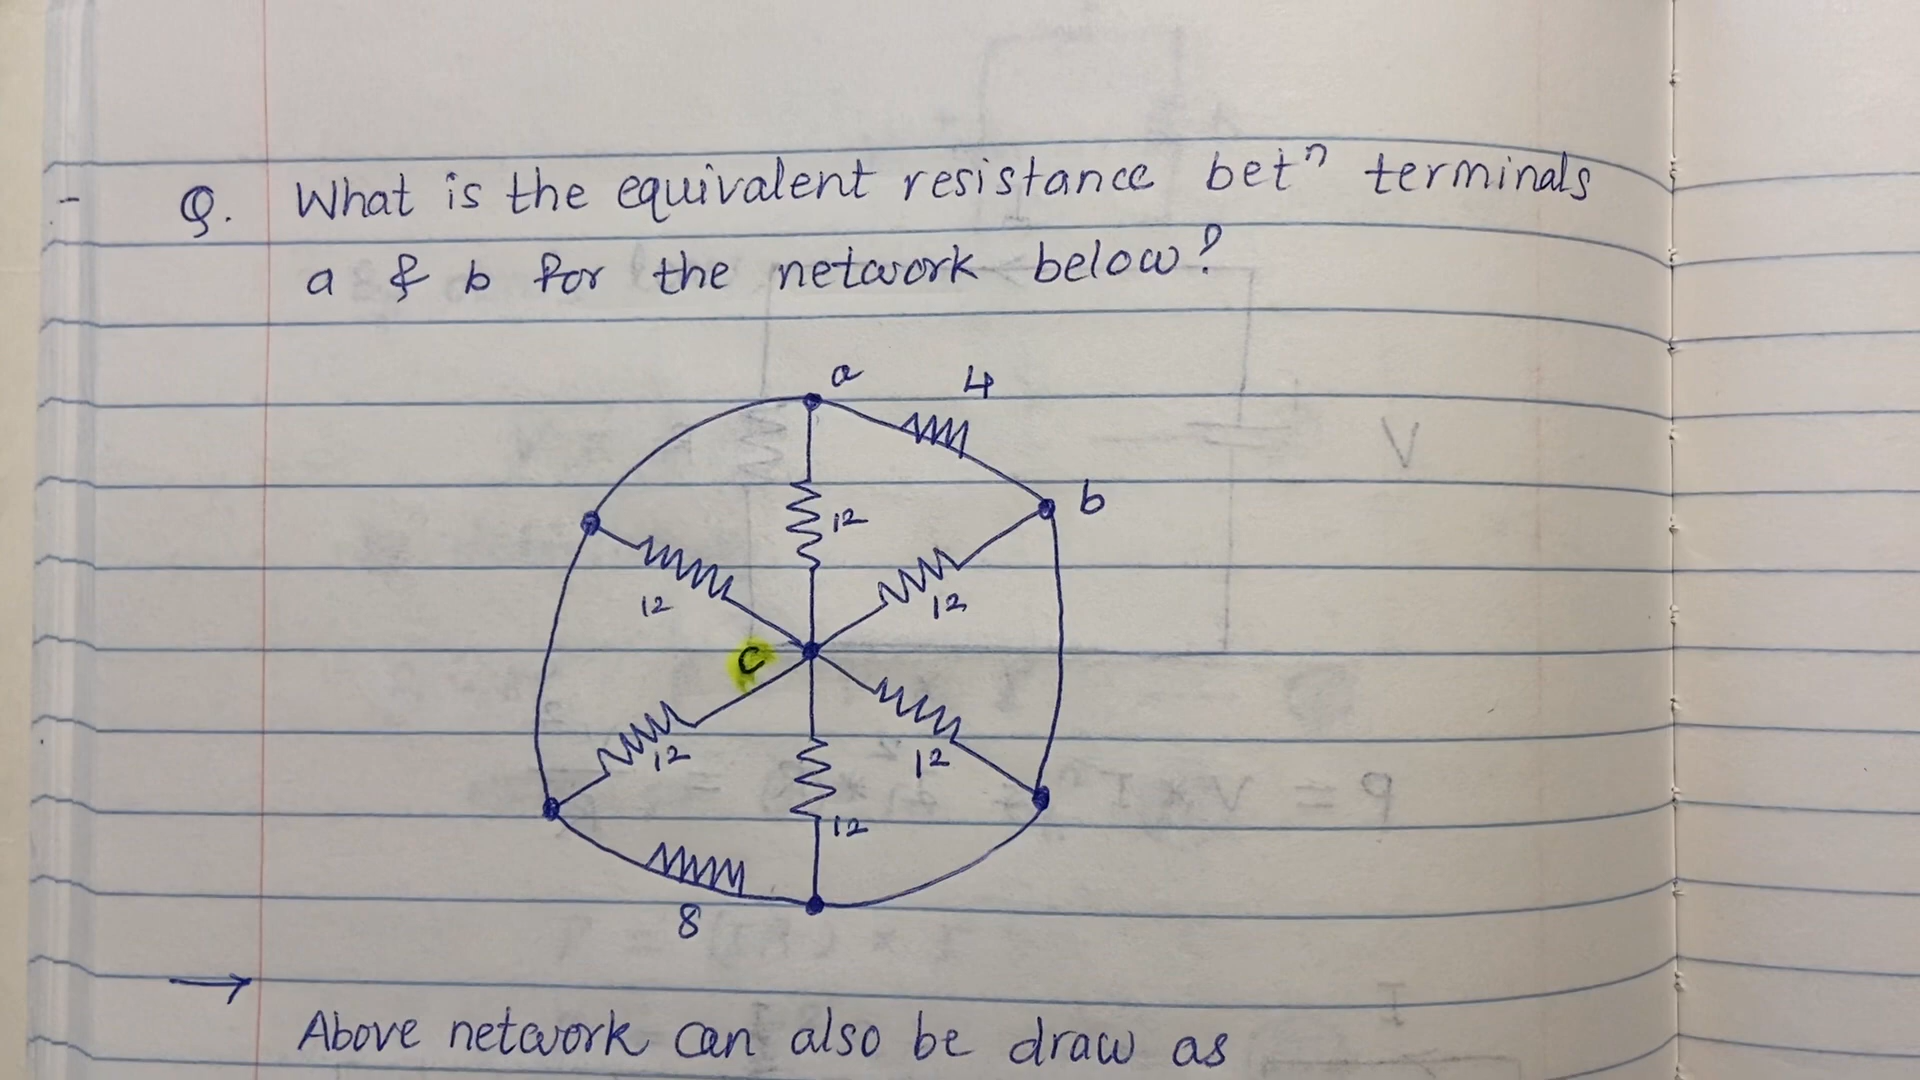 Q. What is the equivalent resistance betⁿ terminals
a & b for the network below?
a 4
12 b
12 12
C
12 12
12
8
→
Above network can also be draw as